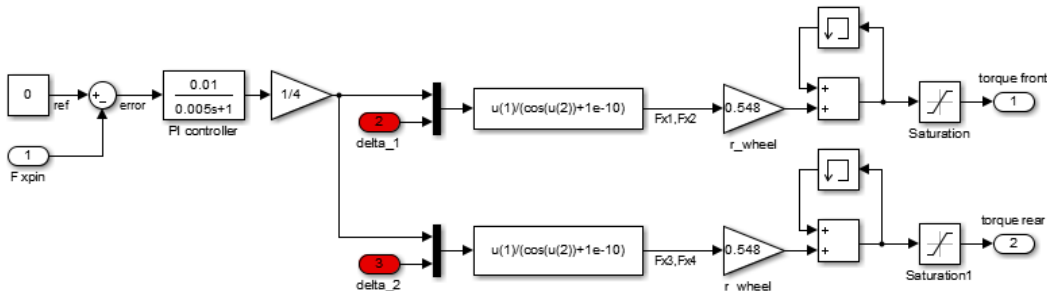 0
ref
+
-
error
0.01
0.005s+1
PI controller
1/4
1
Fxpin
2
delta_1
u(1)/(cos(u(2))+1e-10)
Fx1,Fx2
0.548
r_wheel
+
+
Saturation
torque front
1
3
delta_2
u(1)/(cos(u(2))+1e-10)
Fx3,Fx4
0.548
r_wheel
+
+
Saturation1
torque rear
2